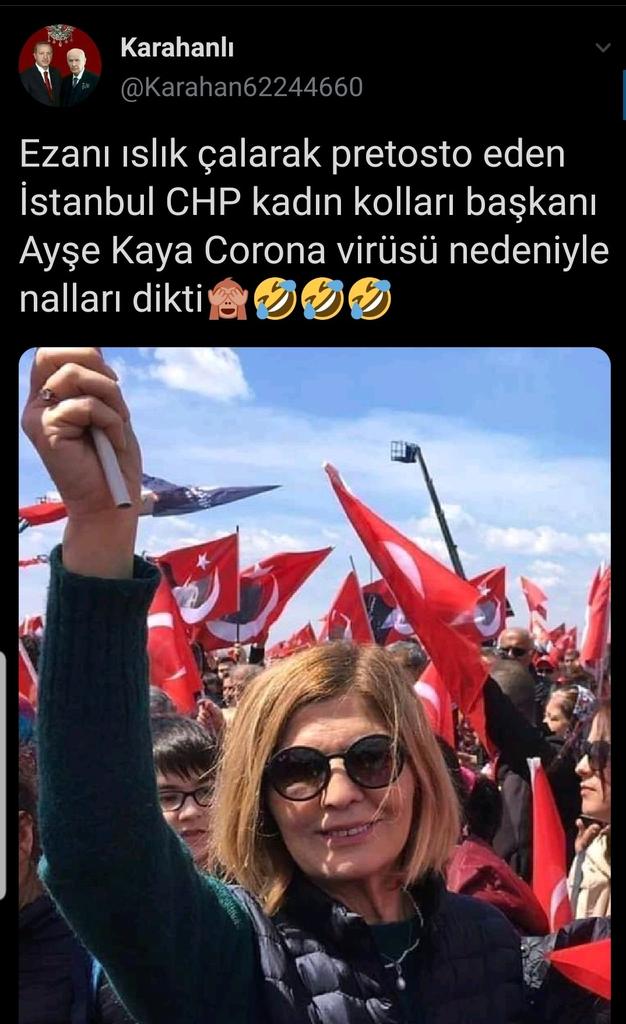 Karahanlı
@Karahan62244660
Ezanı ıslık çalarak pretosto eden
İstanbul CHP kadın kolları başkanı
Ayşe Kaya Corona virüsü nedeniyle
nalları dikti🙈🤣🤣🤣